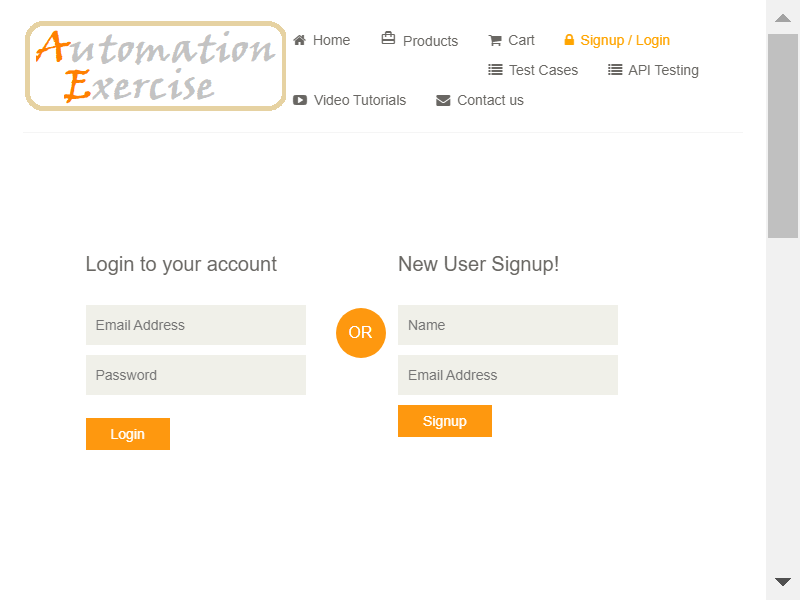 Automation
Exercise
Home
Products
Cart
Signup / Login
Test Cases
API Testing
Video Tutorials
Contact us
Login to your account
Email Address
Password
Login
OR
New User Signup!
Name
Email Address
Signup